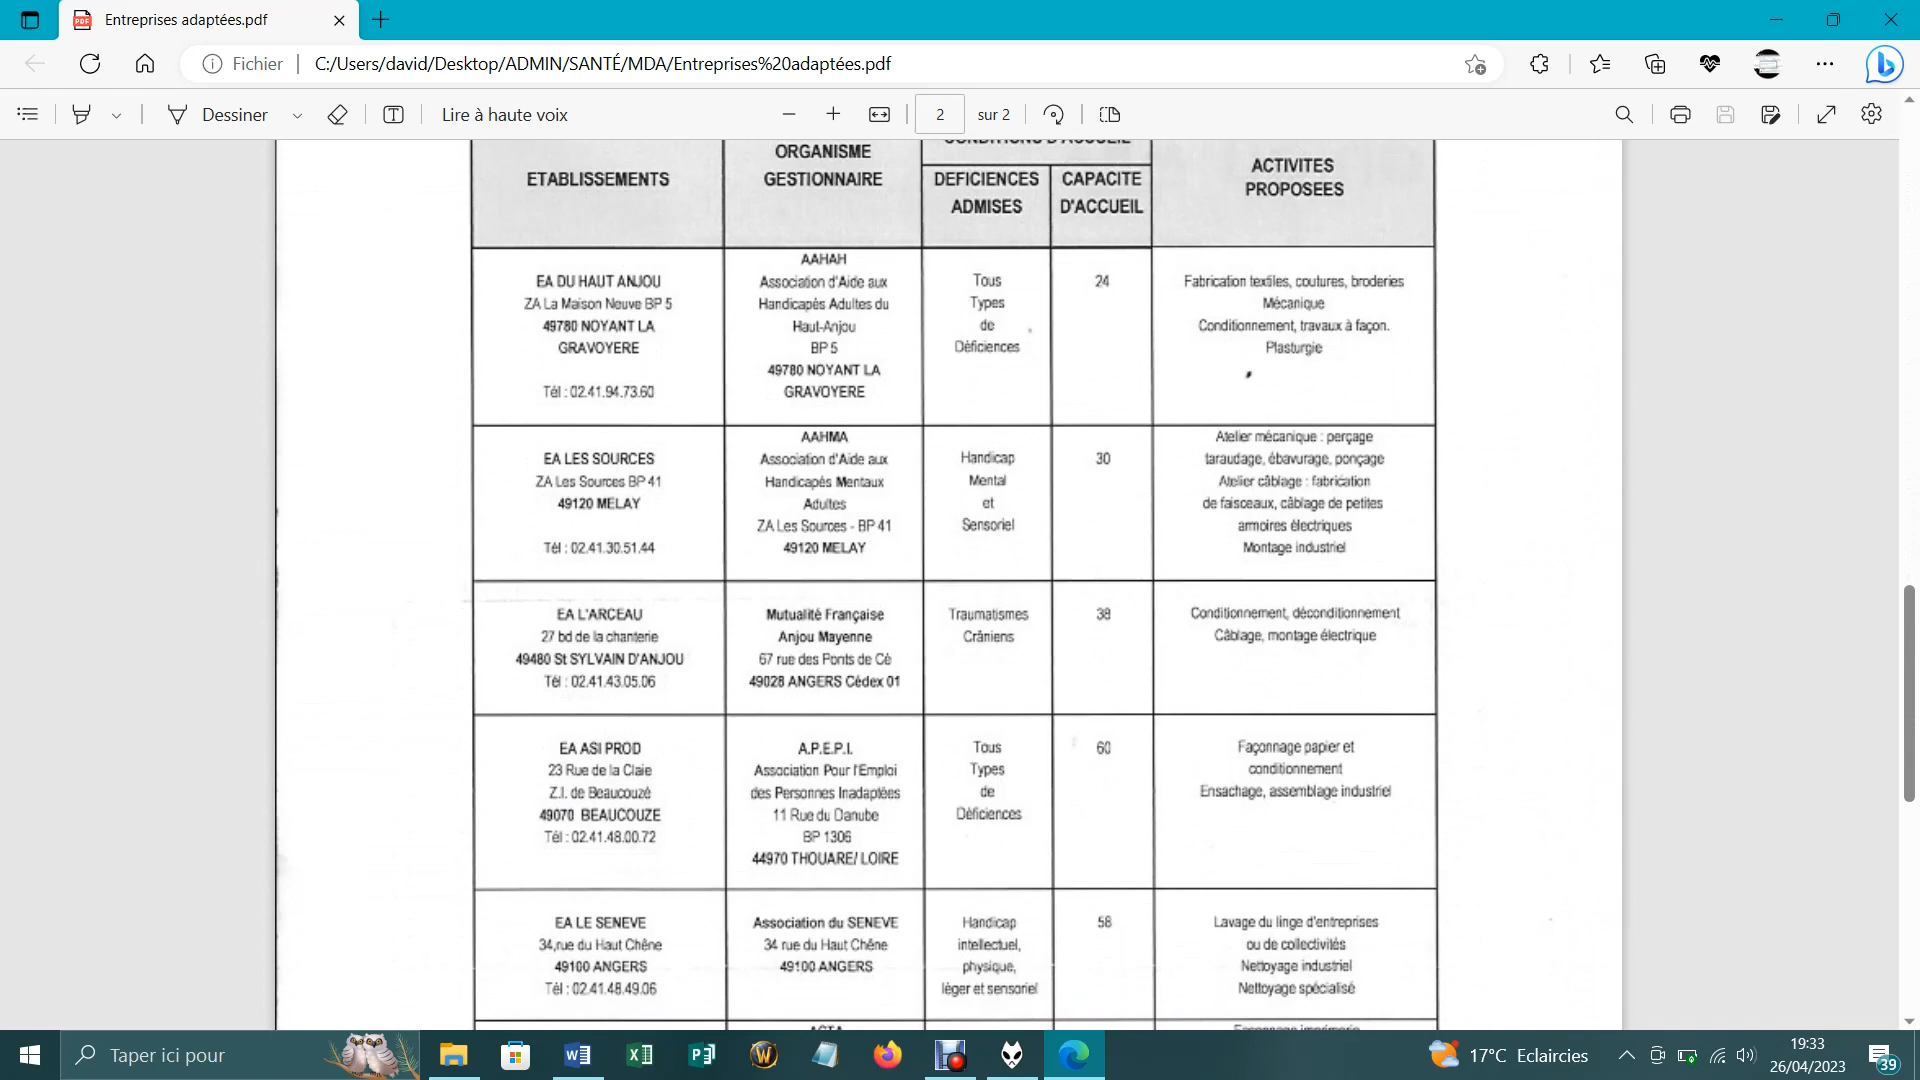 Entreprises adaptées.pdf
Fichier
C:/Users/david/Desktop/ADMIN/SANTÉ/MDA/Entreprises%20adaptées.pdf
Dessiner
Lire à haute voix
2
sur 2
CONDITIONS D'ACCUEIL
ETABLISSEMENTS
ORGANISME
GESTIONNAIRE
DEFICIENCES
ADMISES
CAPACITE
D'ACCUEIL
ACTIVITES
PROPOSEES
EA DU HAUT ANJOU
ZA La Maison Neuve BP 5
49780 NOYANT LA
GRAVOYERE
Tél : 02.41.94.73.60
AAHAH
Association d'Aide aux
Handicapés Adultes du
Haut-Anjou
BP 5
49780 NOYANT LA
GRAVOYERE
Tous
Types
de
Déficiences
24
Fabrication textiles, coutures, broderies
Mécanique
Conditionnement, travaux à façon.
Plasturgie
EA LES SOURCES
ZA Les Sources BP 41
49120 MELAY
Tél : 02.41.30.51.44
AAHMA
Association d'Aide aux
Handicapés Mentaux
Adultes
ZA Les Sources - BP 41
49120 MELAY
Handicap
Mental
et
Sensoriel
30
Atelier mécanique : perçage
taraudage, ébavurage, ponçage
Atelier câblage : fabrication
de faisceaux, câblage de petites
armoires électriques
Montage industriel
EA L'ARCEAU
27 bd de la chanterie
49480 St SYLVAIN D'ANJOU
Tél : 02.41.43.05.06
Mutualité Française
Anjou Mayenne
67 rue des Ponts de Cé
49028 ANGERS Cédex 01
Traumatismes
Crâniens
38
Conditionnement, déconditionnement
Câblage, montage électrique
EA ASI PROD
23 Rue de la Claie
Z.I. de Beaucouzé
49070 BEAUCOUZE
Tél : 02.41.48.00.72
A.P.E.P.I.
Association Pour l'Emploi
des Personnes Inadaptées
11 Rue du Danube
BP 1306
44970 THOUARE/ LOIRE
Tous
Types
de
Déficiences
60
Façonnage papier et
conditionnement
Ensachage, assemblage industriel
EA LE SENEVE
34,rue du Haut Chêne
49100 ANGERS
Tél : 02.41.48.49.06
Association du SENEVE
34 rue du Haut Chêne
49100 ANGERS
Handicap
intellectuel,
physique,
léger et sensoriel
58
Lavage du linge d'entreprises
ou de collectivités
Nettoyage industriel
Nettoyage spécialisé
ACTA
Façonnage imprimerie
Taper ici pour
17°C Eclaircies
19:33
26/04/2023
39